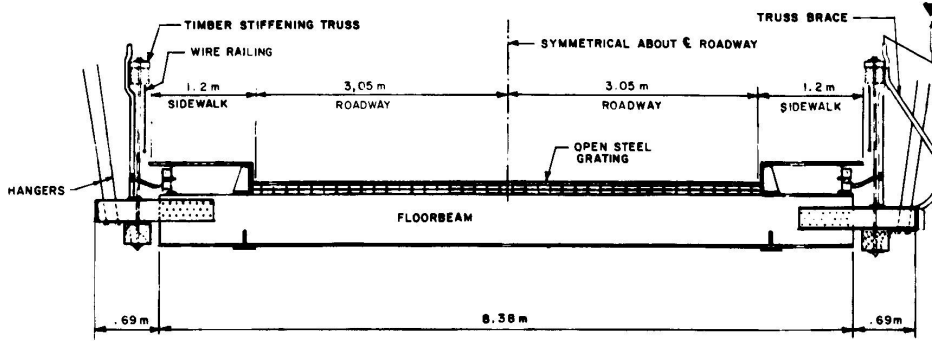 TIMBER STIFFENING TRUSS
TRUSS BRACE
WIRE RAILING
SYMMETRICAL ABOUT ℄ ROADWAY
1.2 m
3,05 m
3.05 m
1.2 m
SIDEWALK
ROADWAY
ROADWAY
SIDEWALK
OPEN STEEL
GRATING
HANGERS
FLOORBEAM
.69 m
8.38 m
.69 m